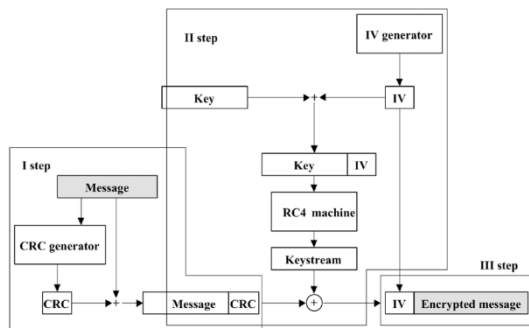 II step
IV generator
Key
+
IV
I step
Key IV
Message
RC4 machine
CRC generator
Keystream
III step
CRC
+
Message CRC
+
IV Encrypted message